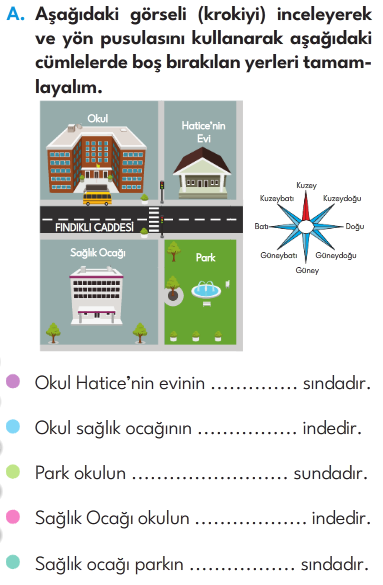 A. Aşağıdaki görseli (krokiyi) inceleyerek
ve yön pusulasını kullanarak aşağıdaki
cümlelerde boş bırakılan yerleri tamam-
layalım.
Okul
Hatice'nin
Evi
FINDIKLI CADDESİ
Sağlık Ocağı
Park
Kuzey
Kuzeybatı
Kuzeydoğu
Batı
Doğu
Güneybatı
Güneydoğu
Güney
Okul Hatice'nin evinin .............. sındadır.
Okul sağlık ocağının ................ indedir.
Park okulun ......................... sundadır.
Sağlık Ocağı okulun .................. indedir.
Sağlık ocağı parkın ................. sındadır.